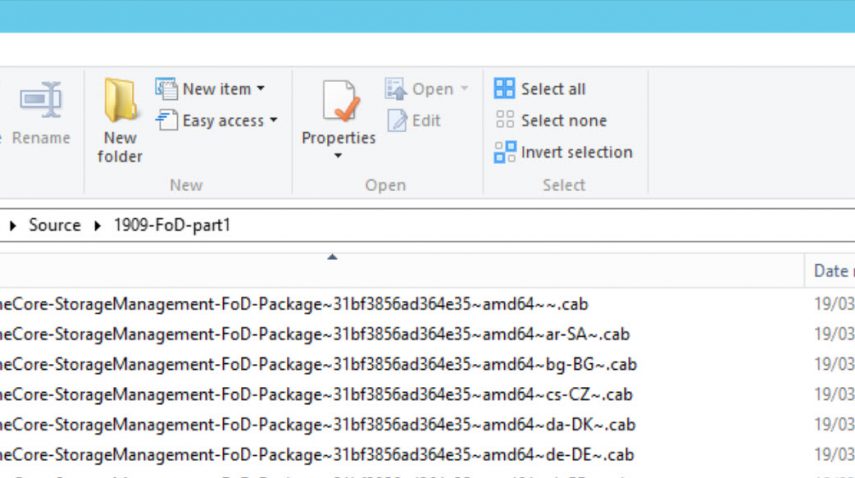 New item
Open
Select all
Easy access
Edit
Select none
Rename
New folder
Properties
Invert selection
New
Open
Select
Source
1909-FoD-part1
Date
neCore-StorageManagement-FoD-Package~31bf3856ad364e35~amd64~~.cab
19/03
neCore-StorageManagement-FoD-Package~31bf3856ad364e35~amd64~ar-SA~.cab
19/03
neCore-StorageManagement-FoD-Package~31bf3856ad364e35~amd64~bg-BG~.cab
19/03
neCore-StorageManagement-FoD-Package~31bf3856ad364e35~amd64~cs-CZ~.cab
19/03
neCore-StorageManagement-FoD-Package~31bf3856ad364e35~amd64~da-DK~.cab
19/03
neCore-StorageManagement-FoD-Package~31bf3856ad364e35~amd64~de-DE~.cab
19/03